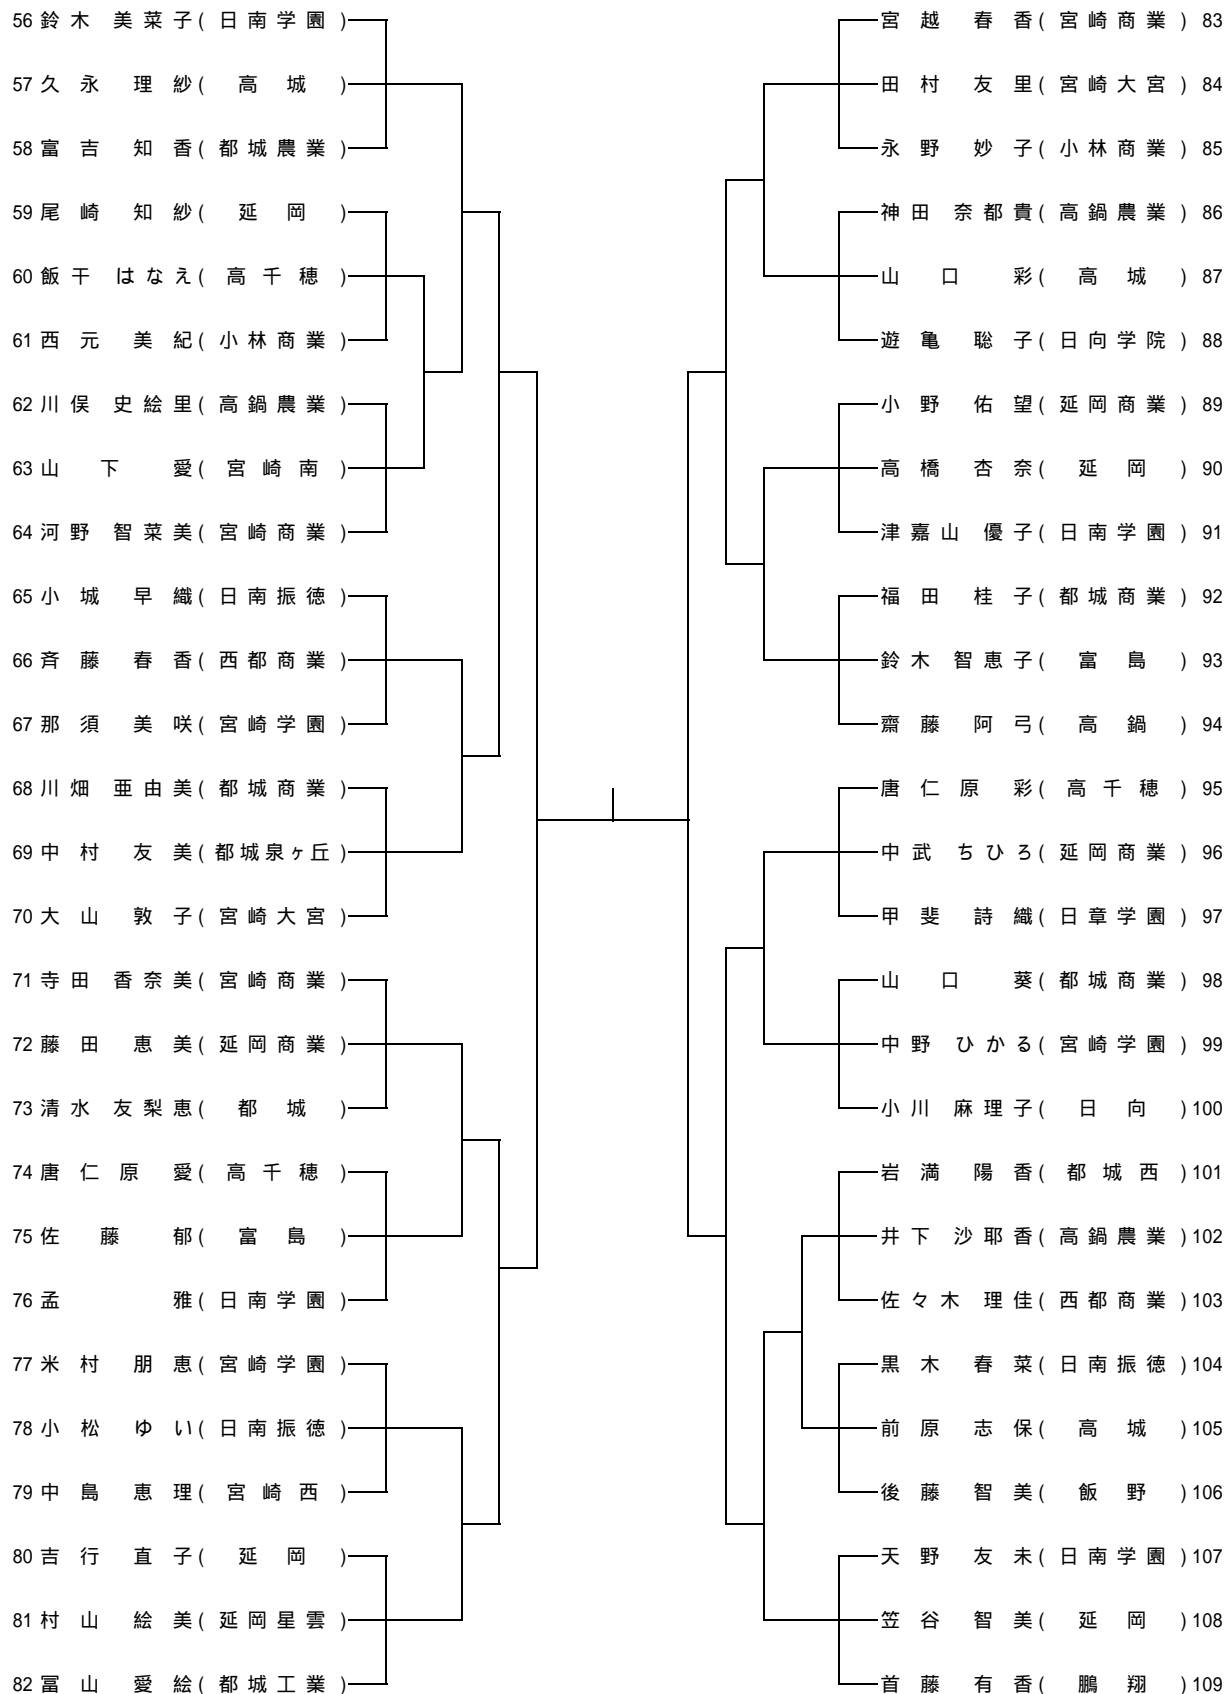 56 鈴木 美菜子(日南学園)
57 久永 理紗(高城)
58 富吉 知香(都城農業)
59 尾崎 知紗(延岡)
60 飯干 はなえ(高千穂)
61 西元 美紀(小林商業)
62 川俣 史絵里(高鍋農業)
63 山下 愛(宮崎南)
64 河野 智菜美(宮崎商業)
65 小城 早織(日南振徳)
66 斉藤 春香(西都商業)
67 那須 美咲(宮崎学園)
68 川畑 亜由美(都城商業)
69 中村 友美(都城泉ヶ丘)
70 大山 敦子(宮崎大宮)
71 寺田 香奈美(宮崎商業)
72 藤田 恵美(延岡商業)
73 清水 友梨恵(都城)
74 唐仁原 愛(高千穂)
75 佐藤 郁(富島)
76 孟 雅(日南学園)
77 米村 朋恵(宮崎学園)
78 小松 ゆい(日南振徳)
79 中島 恵理(宮崎西)
80 吉行 直子(延岡)
81 村山 絵美(延岡星雲)
82 冨山 愛絵(都城工業)
宮越 春香(宮崎商業) 83
田村 友里(宮崎大宮) 84
永野 妙子(小林商業) 85
神田 奈都貴(高鍋農業) 86
山口 彩(高城) 87
遊亀 聡子(日向学院) 88
小野 佑望(延岡商業) 89
高橋 杏奈(延岡) 90
津嘉山 優子(日南学園) 91
福田 桂子(都城商業) 92
鈴木 智恵子(富島) 93
齋藤 阿弓(高鍋) 94
唐仁原 彩(高千穂) 95
中武 ちひろ(延岡商業) 96
甲斐 詩織(日章学園) 97
山口 葵(都城商業) 98
中野 ひかる(宮崎学園) 99
小川 麻理子(日向) 100
岩満 陽香(都城西) 101
井下 沙耶香(高鍋農業) 102
佐々木 理佳(西都商業) 103
黒木 春菜(日南振徳) 104
前原 志保(高城) 105
後藤 智美(飯野) 106
天野 友未(日南学園) 107
笠谷 智美(延岡) 108
首藤 有香(鵬翔) 109